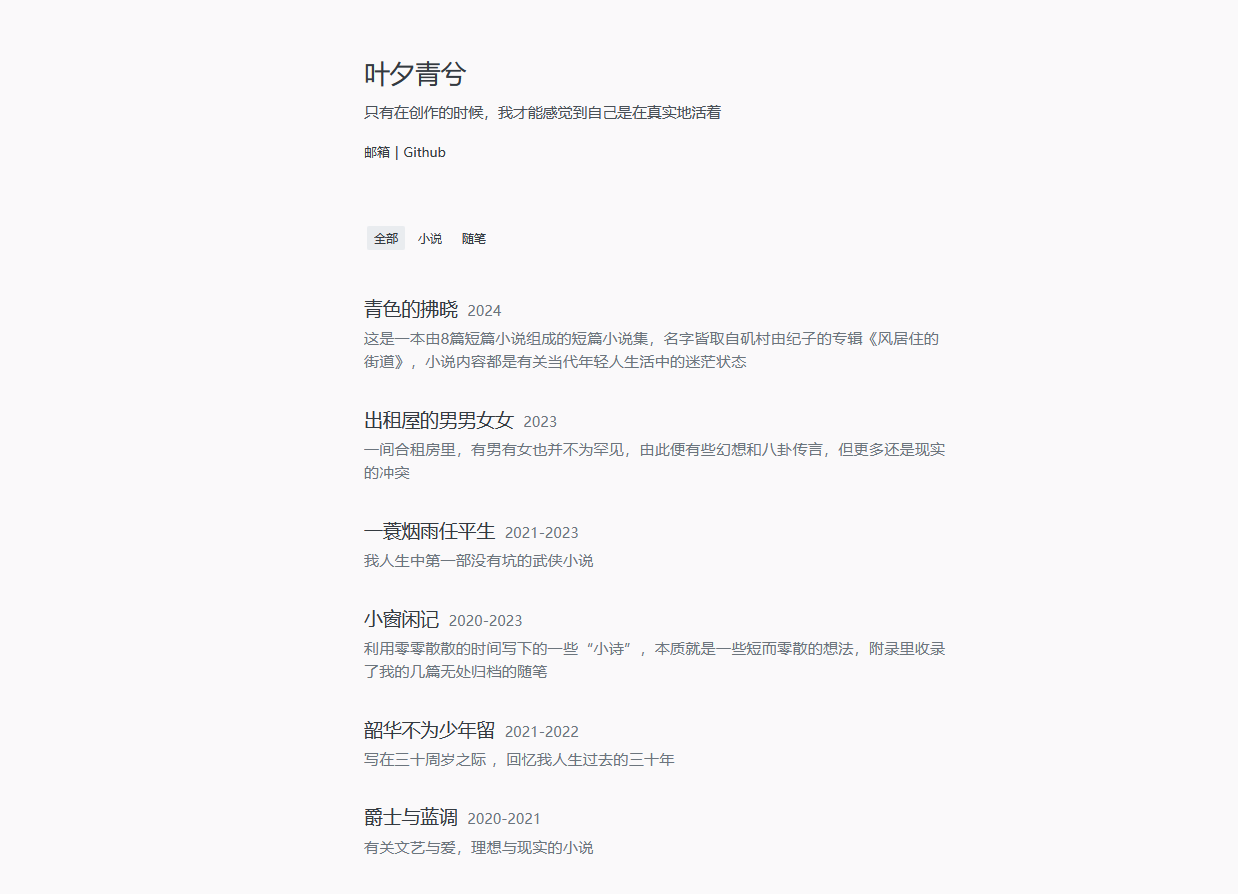 叶夕青兮
只有在创作的时候，我才能感觉到自己是在真实地活着
邮箱 | Github
全部 小说 随笔
青色的拂晓 2024
这是一本由8篇短篇小说组成的短篇小说集，名字皆取自矶村由纪子的专辑《风居住的
街道》，小说内容都是有关当代年轻人生活中的迷茫状态
出租屋的男男女女 2023
一间合租房里，有男有女也并不为罕见，由此便有些幻想和八卦传言，但更多还是现实
的冲突
一蓑烟雨任平生 2021-2023
我人生中第一部没有坑的武侠小说
小窗闲记 2020-2023
利用零零散散的时间写下的一些“小诗”，本质就是一些短而零散的想法，附录里收录
了我的几篇无处归档的随笔
韶华不为少年留 2021-2022
写在三十周岁之际 ，回忆我人生过去的三十年
爵士与蓝调 2020-2021
有关文艺与爱，理想与现实的小说